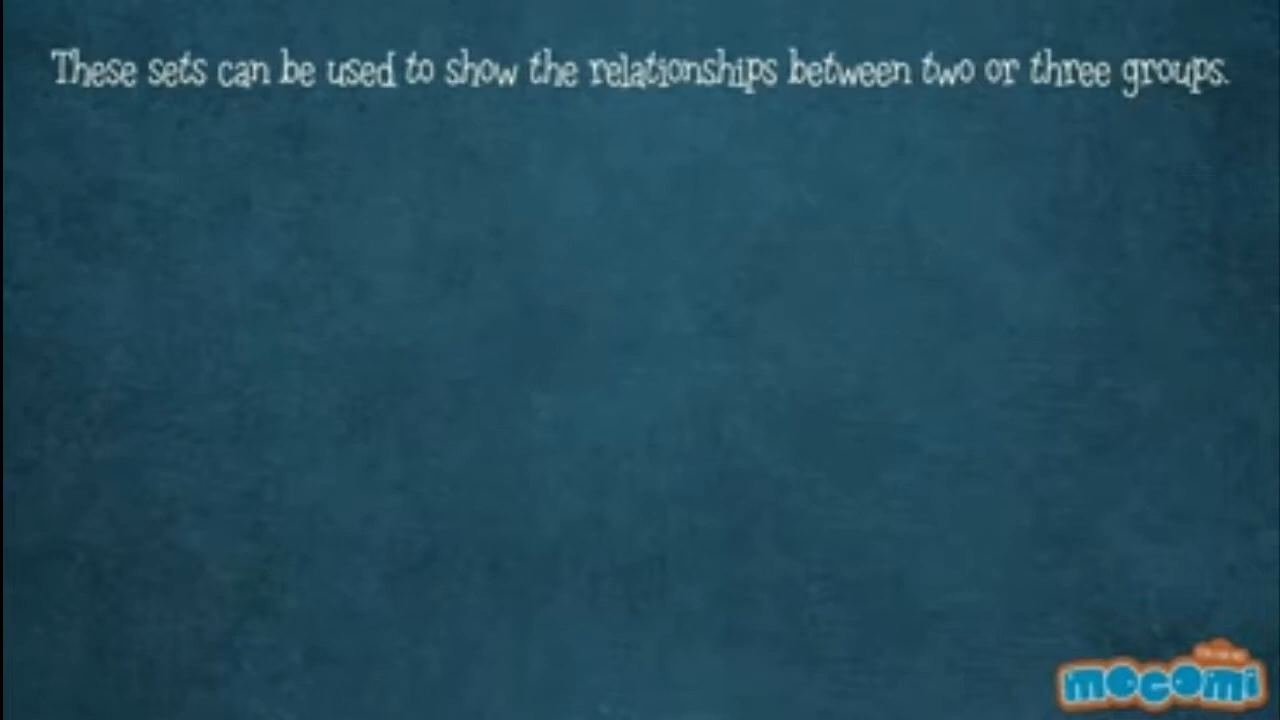 These sets can be used to show the relationships between two or three groups.
mocomi